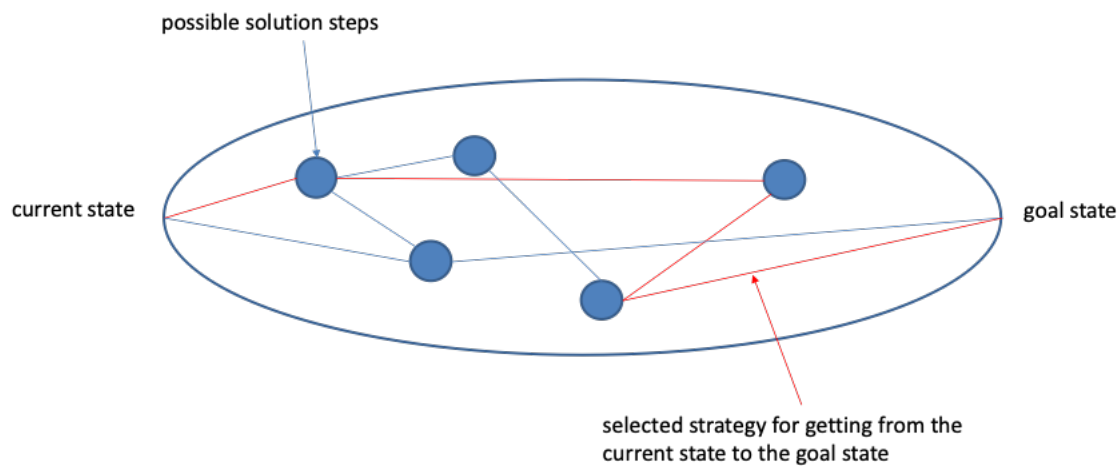 possible solution steps
current state
goal state
selected strategy for getting from the
current state to the goal state